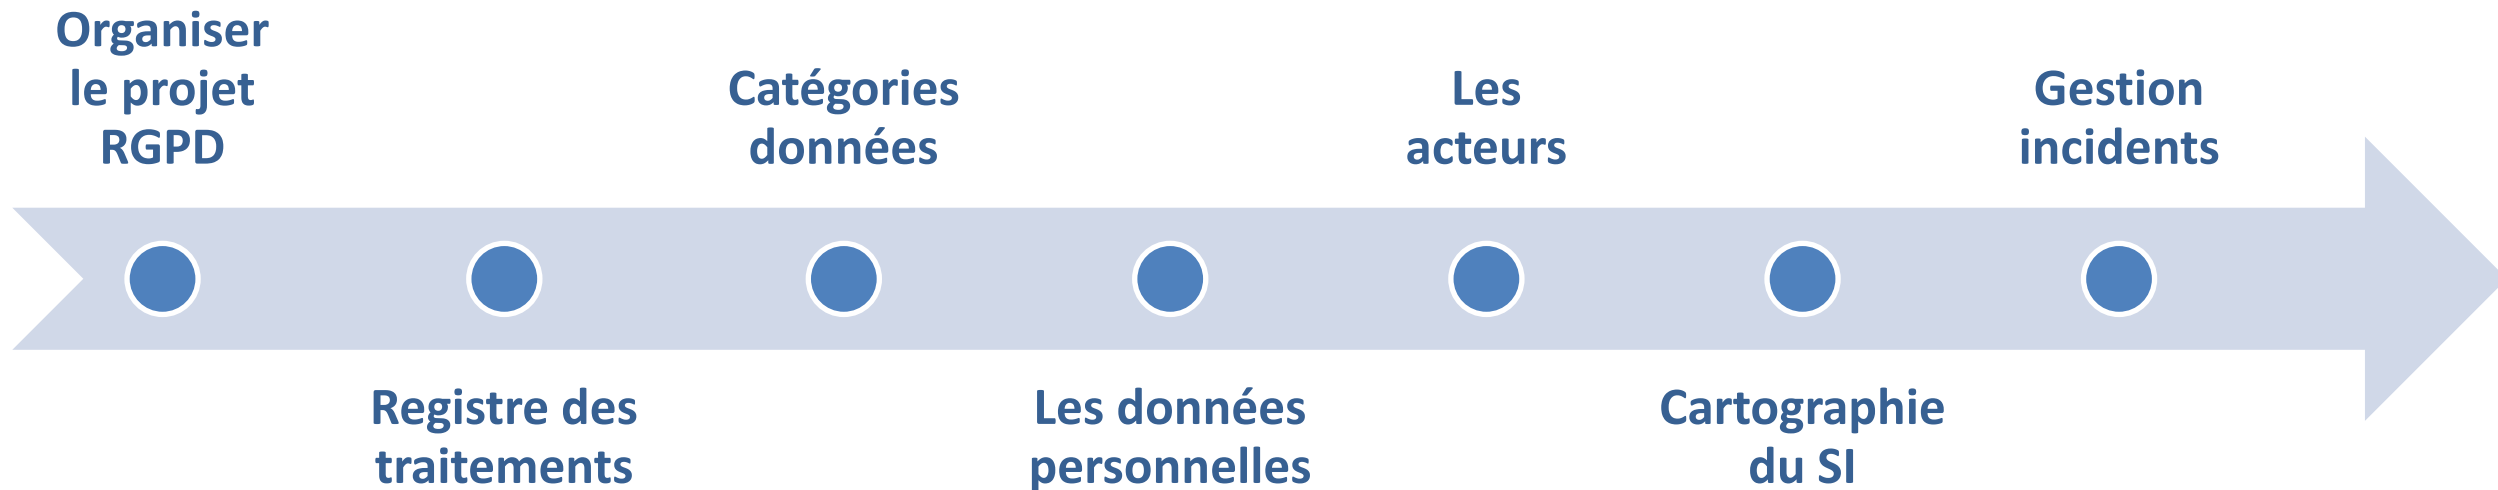 Organiser
le projet
RGPD
Registre des
traitements
Catégories
données
Les données
personnelles
Les
acteurs
Cartographie
du SI
Gestion
incidents